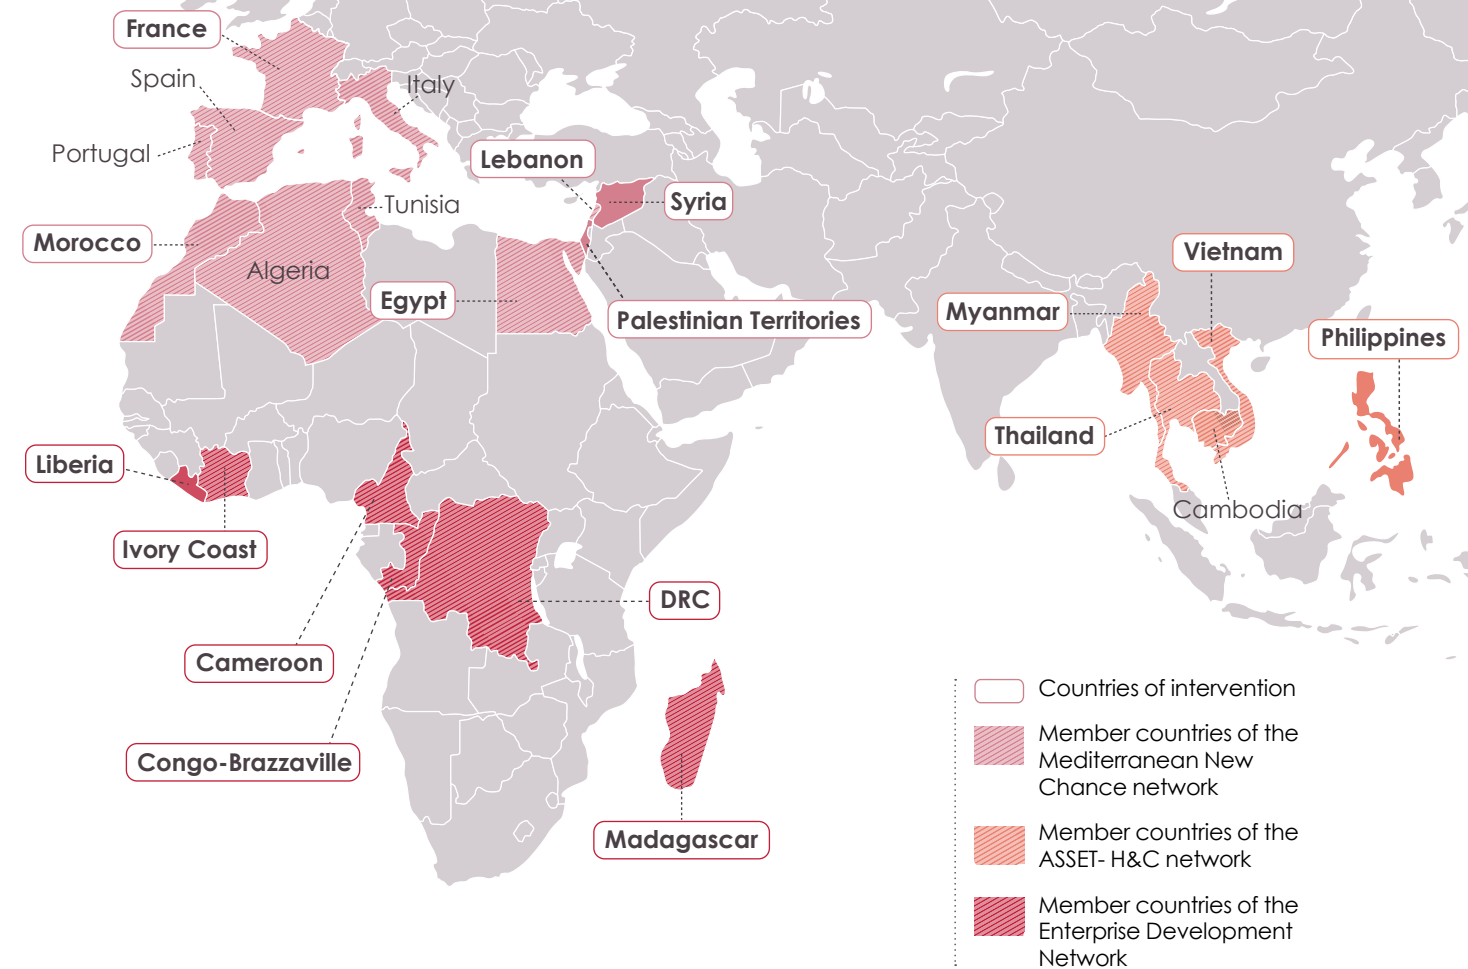 France
Spain
Italy
Portugal
Lebanon
Syria
Tunisia
Morocco
Algeria
Egypt
Palestinian Territories
Vietnam
Myanmar
Philippines
Thailand
Cambodia
Liberia
Ivory Coast
DRC
Cameroon
Congo-Brazzaville
Madagascar
Countries of intervention
Member countries of the
Mediterranean New
Chance network
Member countries of the
ASSET- H&C network
Member countries of the
Enterprise Development
Network